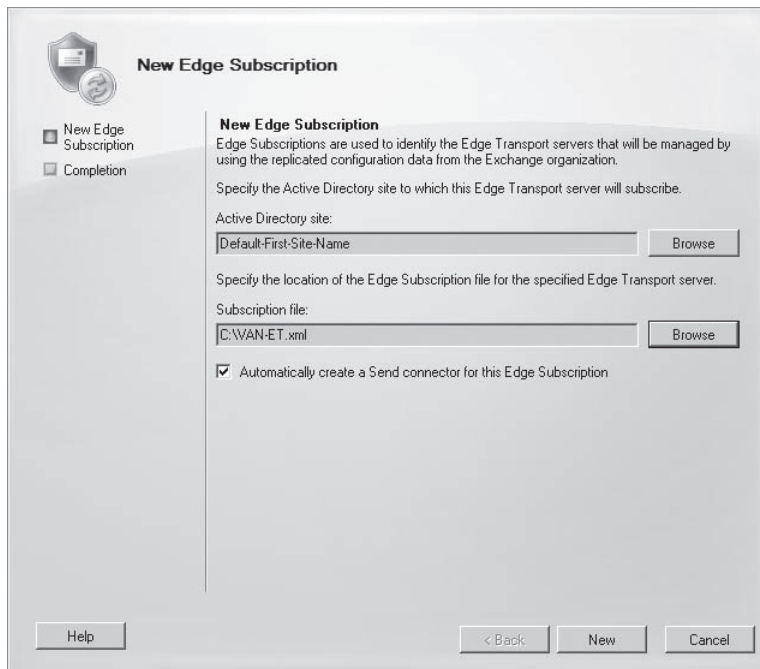 New Edge Subscription
New Edge
Subscription
Completion
New Edge Subscription
Edge Subscriptions are used to identify the Edge Transport servers that will be managed by
using the replicated configuration data from the Exchange organization.
Specify the Active Directory site to which this Edge Transport server will subscribe.
Active Directory site:
Default-First-Site-Name
Browse
Specify the location of the Edge Subscription file for the specified Edge Transport server.
Subscription file:
C:\VAN-ET.xml
Browse
Automatically create a Send connector for this Edge Subscription
Help
< Back
New
Cancel